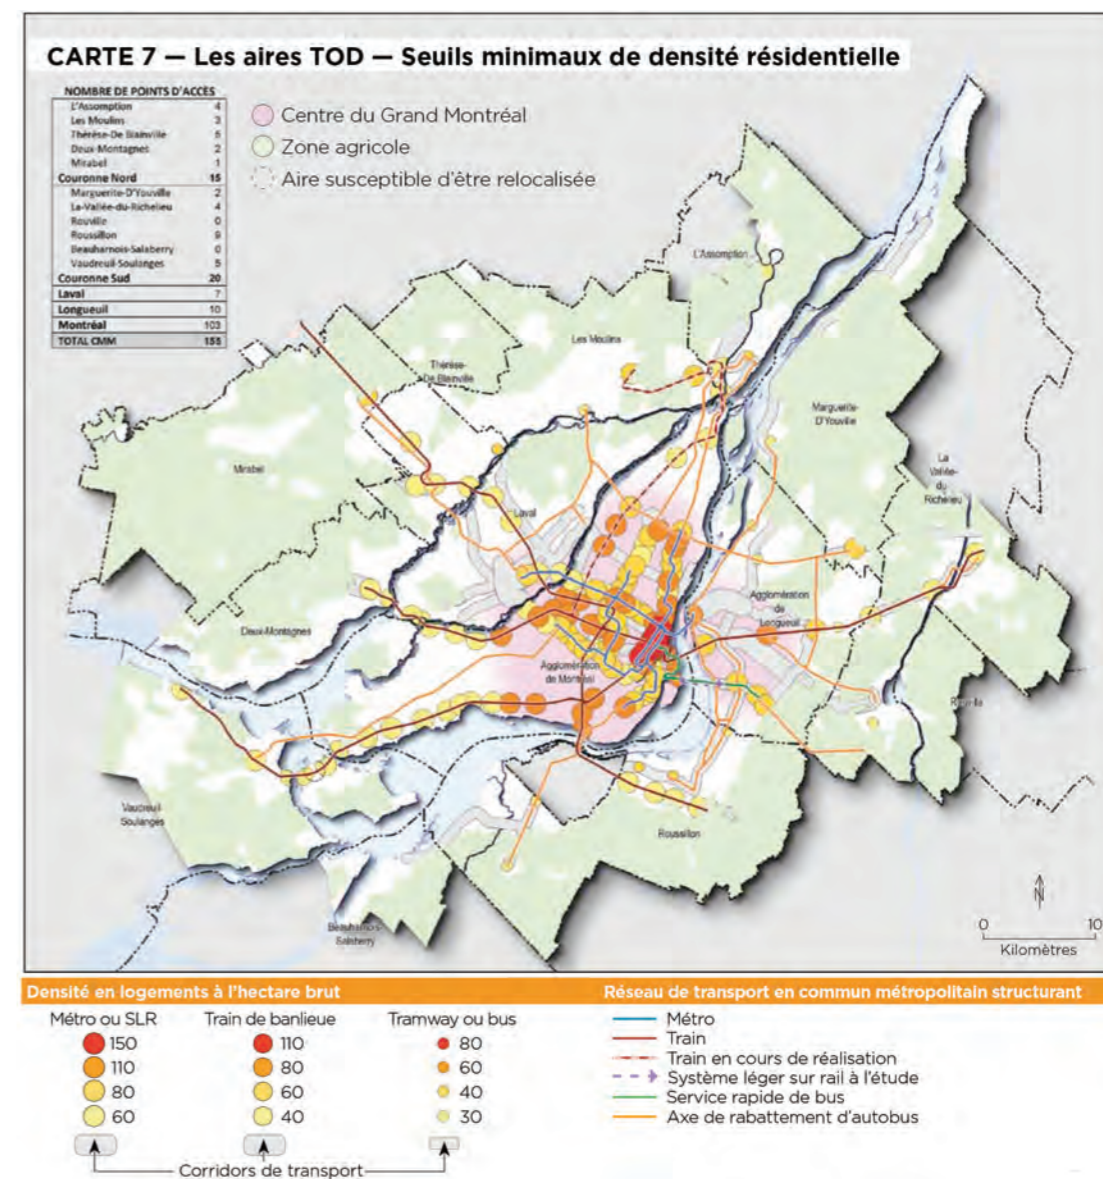 CARTE 7 — Les aires TOD — Seuils minimaux de densité résidentielle
NOMBRE DE POINTS D'ACCÈS
L'Assomption 4
Les Moulins 3
Thérèse-De Blainville 5
Deux-Montagnes 2
Mirabel 1
Couronne Nord 15
Marguerite-D'Youville 2
La-Vallée-du-Richelieu 4
Rouville 0
Roussillon 9
Beauharnois-Salaberry 0
Vaudreuil-Soulanges 5
Couronne Sud 20
Laval 7
Longueuil 10
Montréal 103
TOTAL CMM 155
Centre du Grand Montréal
Zone agricole
Aire susceptible d'être relocalisée
L'Assomption
Les Moulins
Thérèse-
De Blainville
Marguerite-
D'Youville
La
Vallée-
du-
Richelieu
Mirabel
Laval
Agglomération
de
Longueuil
Deux-Montagnes
Agglomération
de Montréal
Vaudreuil-
Soulanges
Roussillon
Beauharnois-
Salaberry
N
0 10
Kilomètres
Densité en logements à l'hectare brut
Métro ou SLR
150
110
80
60
Train de banlieue
110
80
60
40
Tramway ou bus
80
60
40
30
Corridors de transport
Réseau de transport en commun métropolitain structurant
Métro
Train
Train en cours de réalisation
Système léger sur rail à l'étude
Service rapide de bus
Axe de rabattement d'autobus